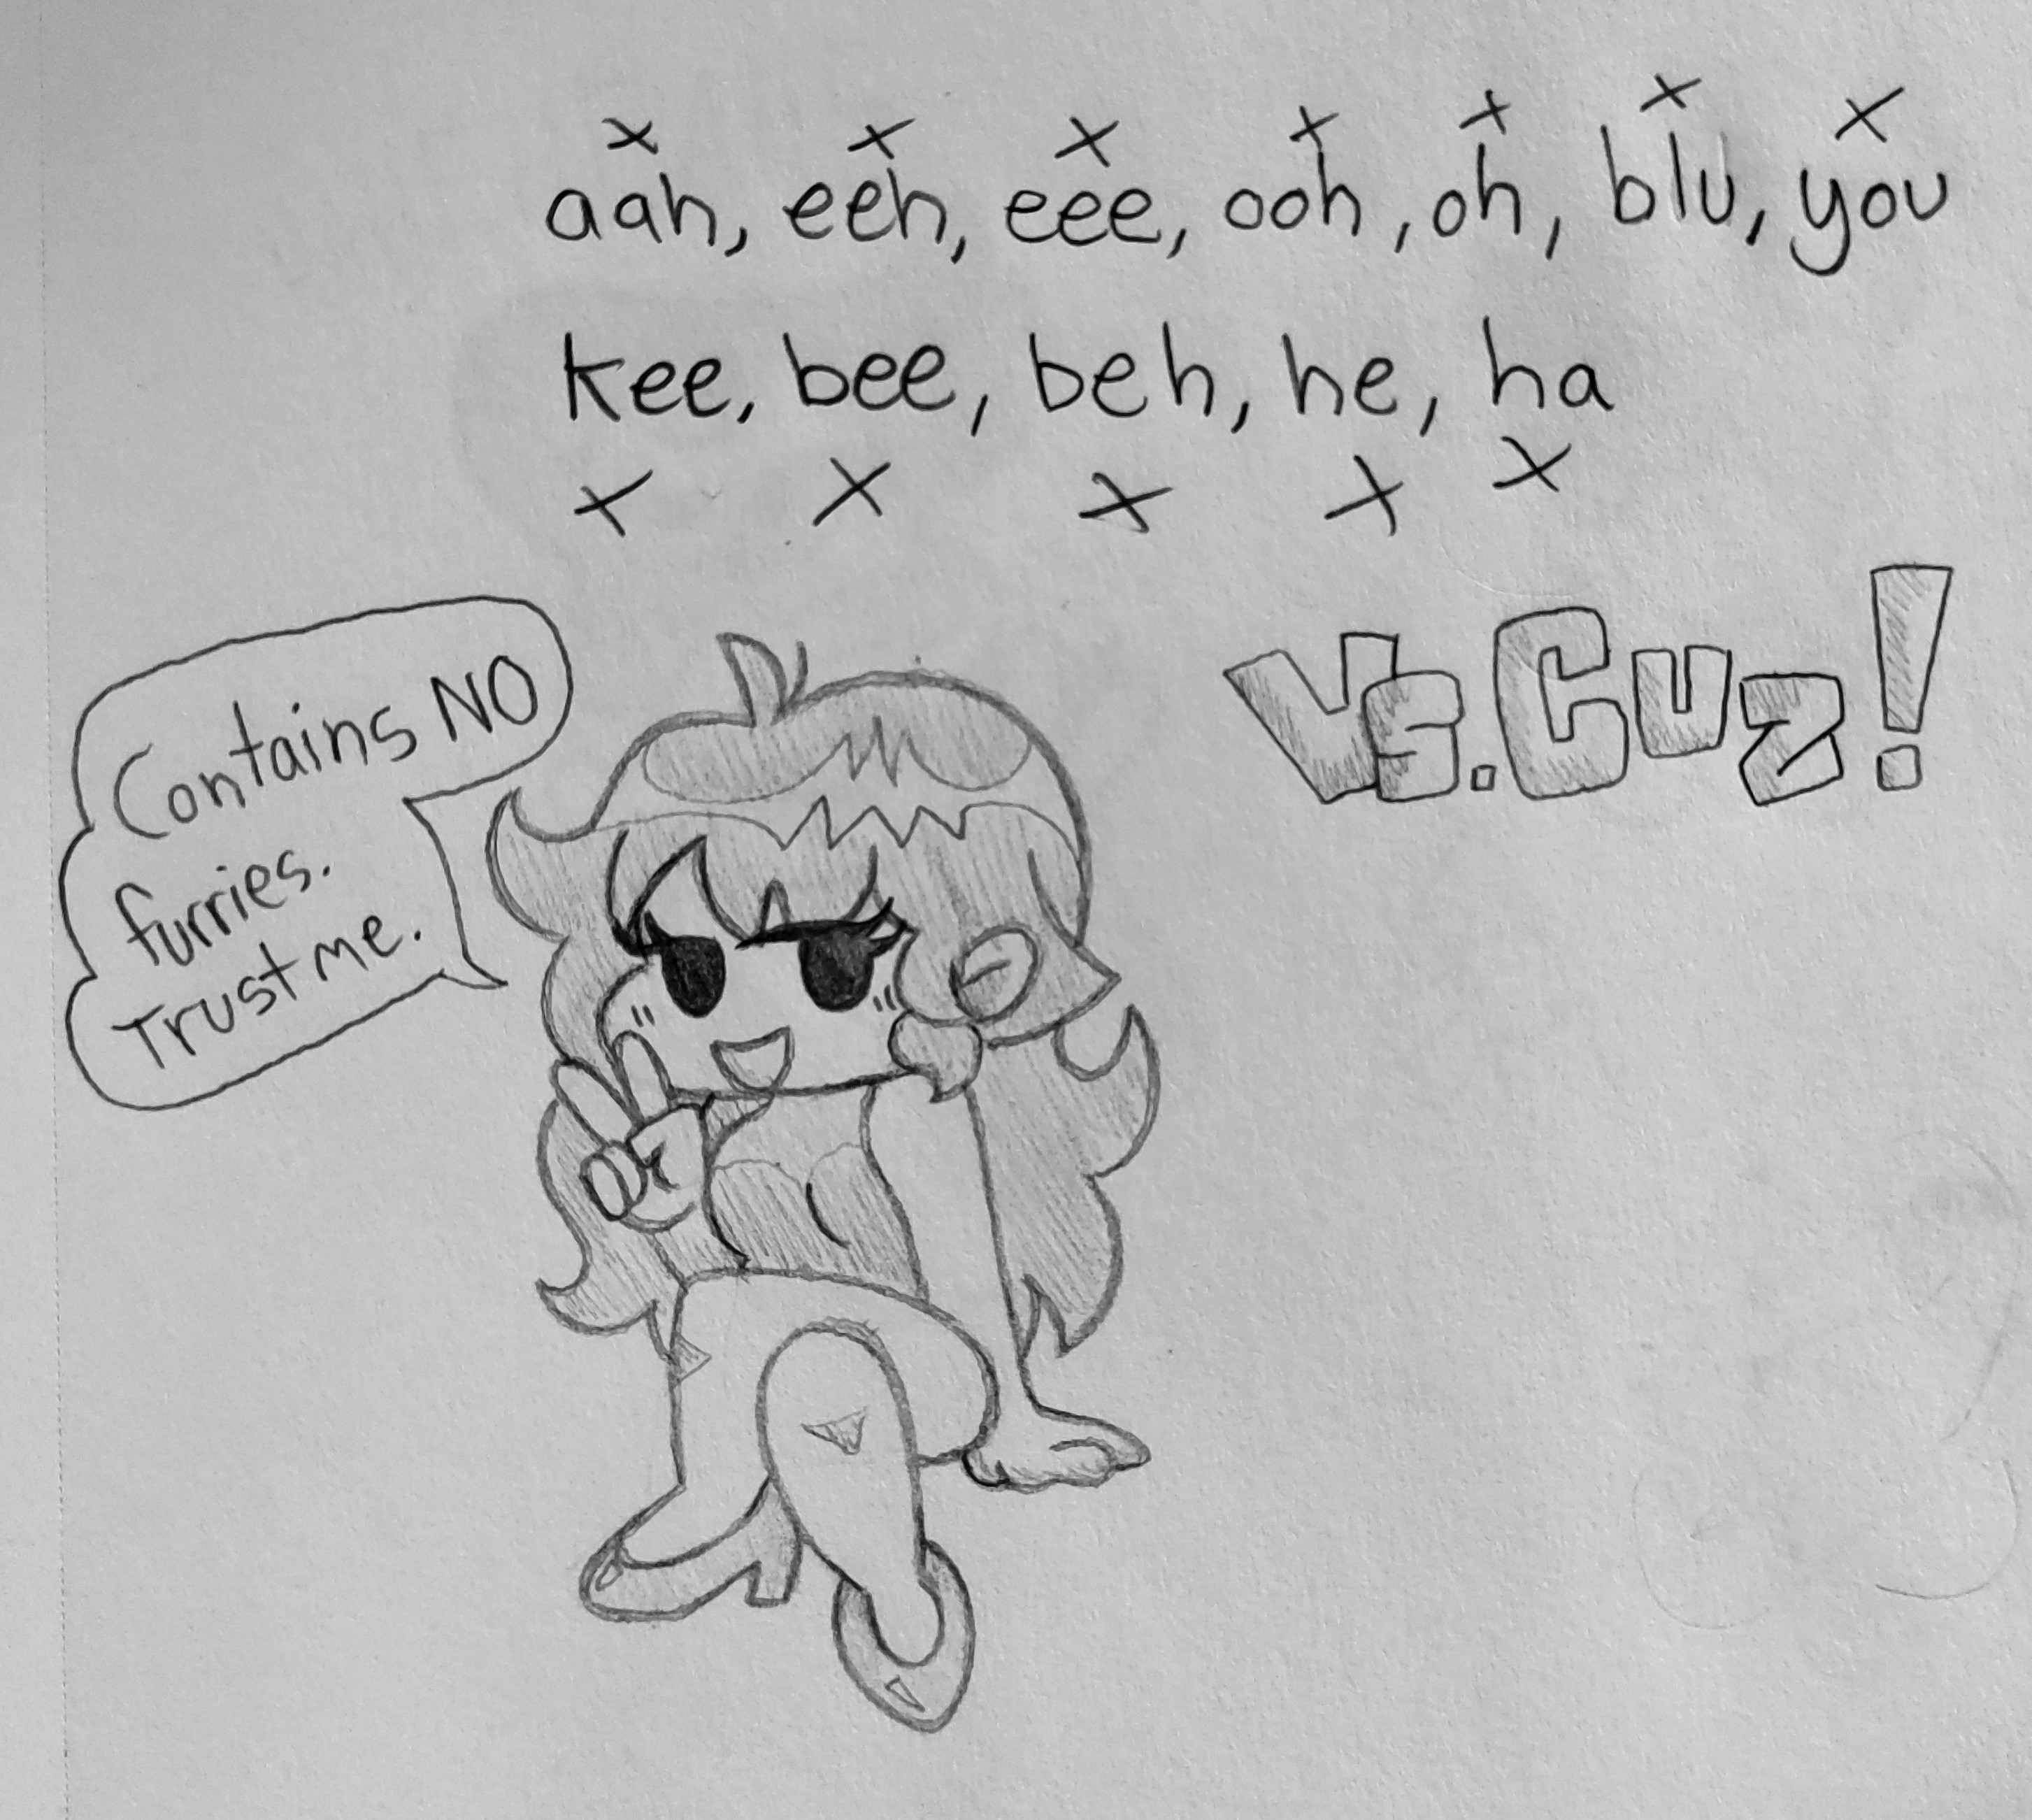 aah, eeh, eee, ooh, oh, blu, you
kee, bee, beh, he, ha
Contains NO
furries.
Trust me.
Vs. Cuz!